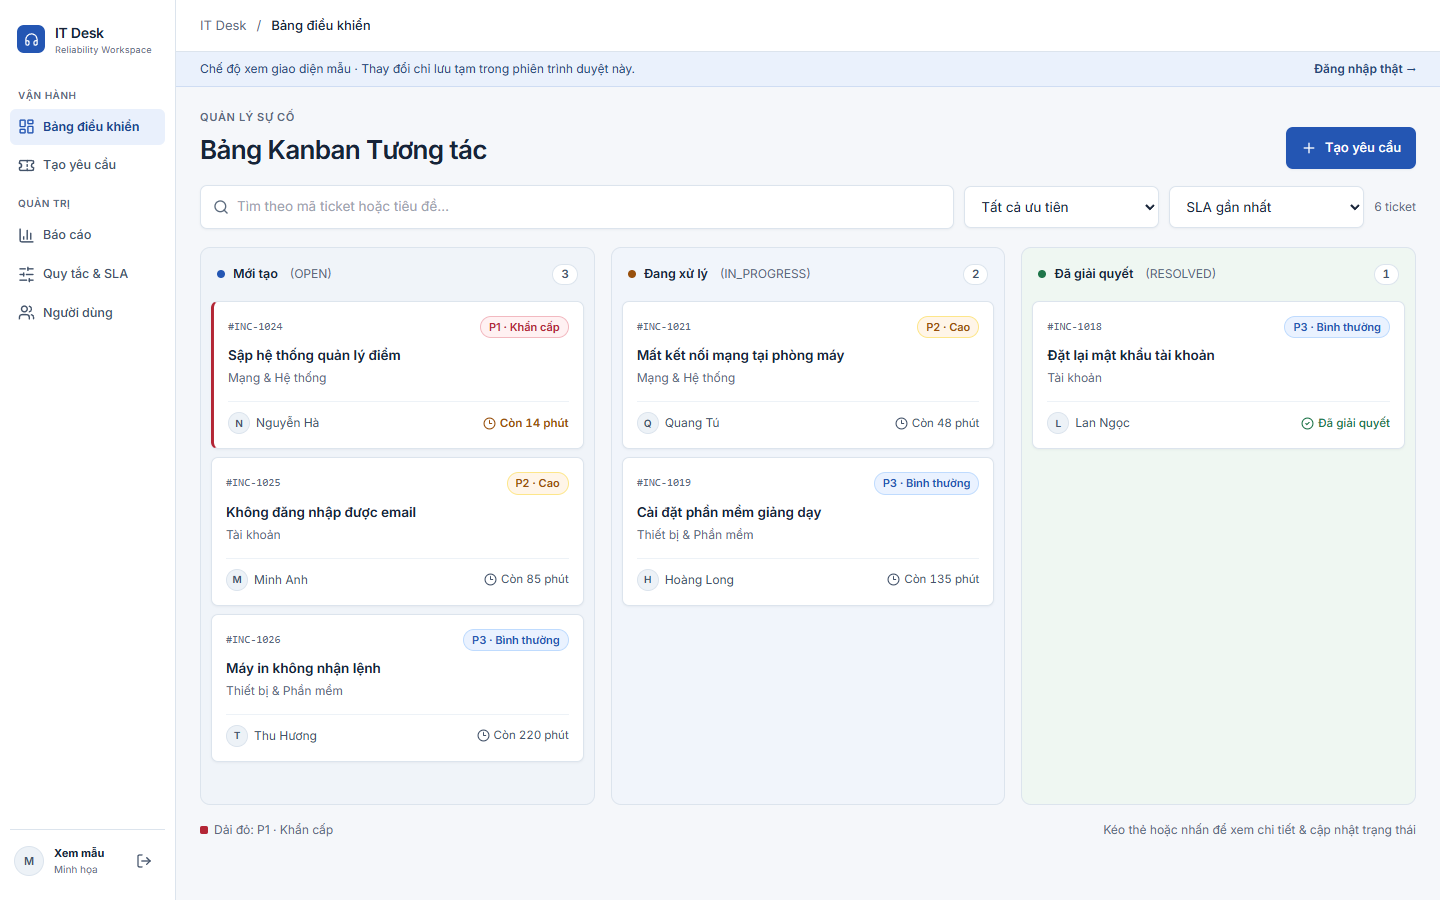 IT Desk
Reliability Workspace
VẬN HÀNH
Bảng điều khiển
Tạo yêu cầu
QUẢN TRỊ
Báo cáo
Quy tắc & SLA
Người dùng
M
Xem mẫu
Minh họa
IT Desk / Bảng điều khiển
Chế độ xem giao diện mẫu · Thay đổi chỉ lưu tạm trong phiên trình duyệt này.
Đăng nhập thật →
QUẢN LÝ SỰ CỐ
Bảng Kanban Tương tác
+ Tạo yêu cầu
Tìm theo mã ticket hoặc tiêu đề...
Tất cả ưu tiên
SLA gần nhất
6 ticket
Mới tạo (OPEN) 3
#INC-1024 P1 · Khẩn cấp
Sập hệ thống quản lý điểm
Mạng & Hệ thống
N Nguyễn Hà Còn 14 phút
#INC-1025 P2 · Cao
Không đăng nhập được email
Tài khoản
M Minh Anh Còn 85 phút
#INC-1026 P3 · Bình thường
Máy in không nhận lệnh
Thiết bị & Phần mềm
T Thu Hương Còn 220 phút
Đang xử lý (IN_PROGRESS) 2
#INC-1021 P2 · Cao
Mất kết nối mạng tại phòng máy
Mạng & Hệ thống
Q Quang Tú Còn 48 phút
#INC-1019 P3 · Bình thường
Cài đặt phần mềm giảng dạy
Thiết bị & Phần mềm
H Hoàng Long Còn 135 phút
Đã giải quyết (RESOLVED) 1
#INC-1018 P3 · Bình thường
Đặt lại mật khẩu tài khoản
Tài khoản
L Lan Ngọc Đã giải quyết
Dải đỏ: P1 · Khẩn cấp
Kéo thẻ hoặc nhấn để xem chi tiết & cập nhật trạng thái